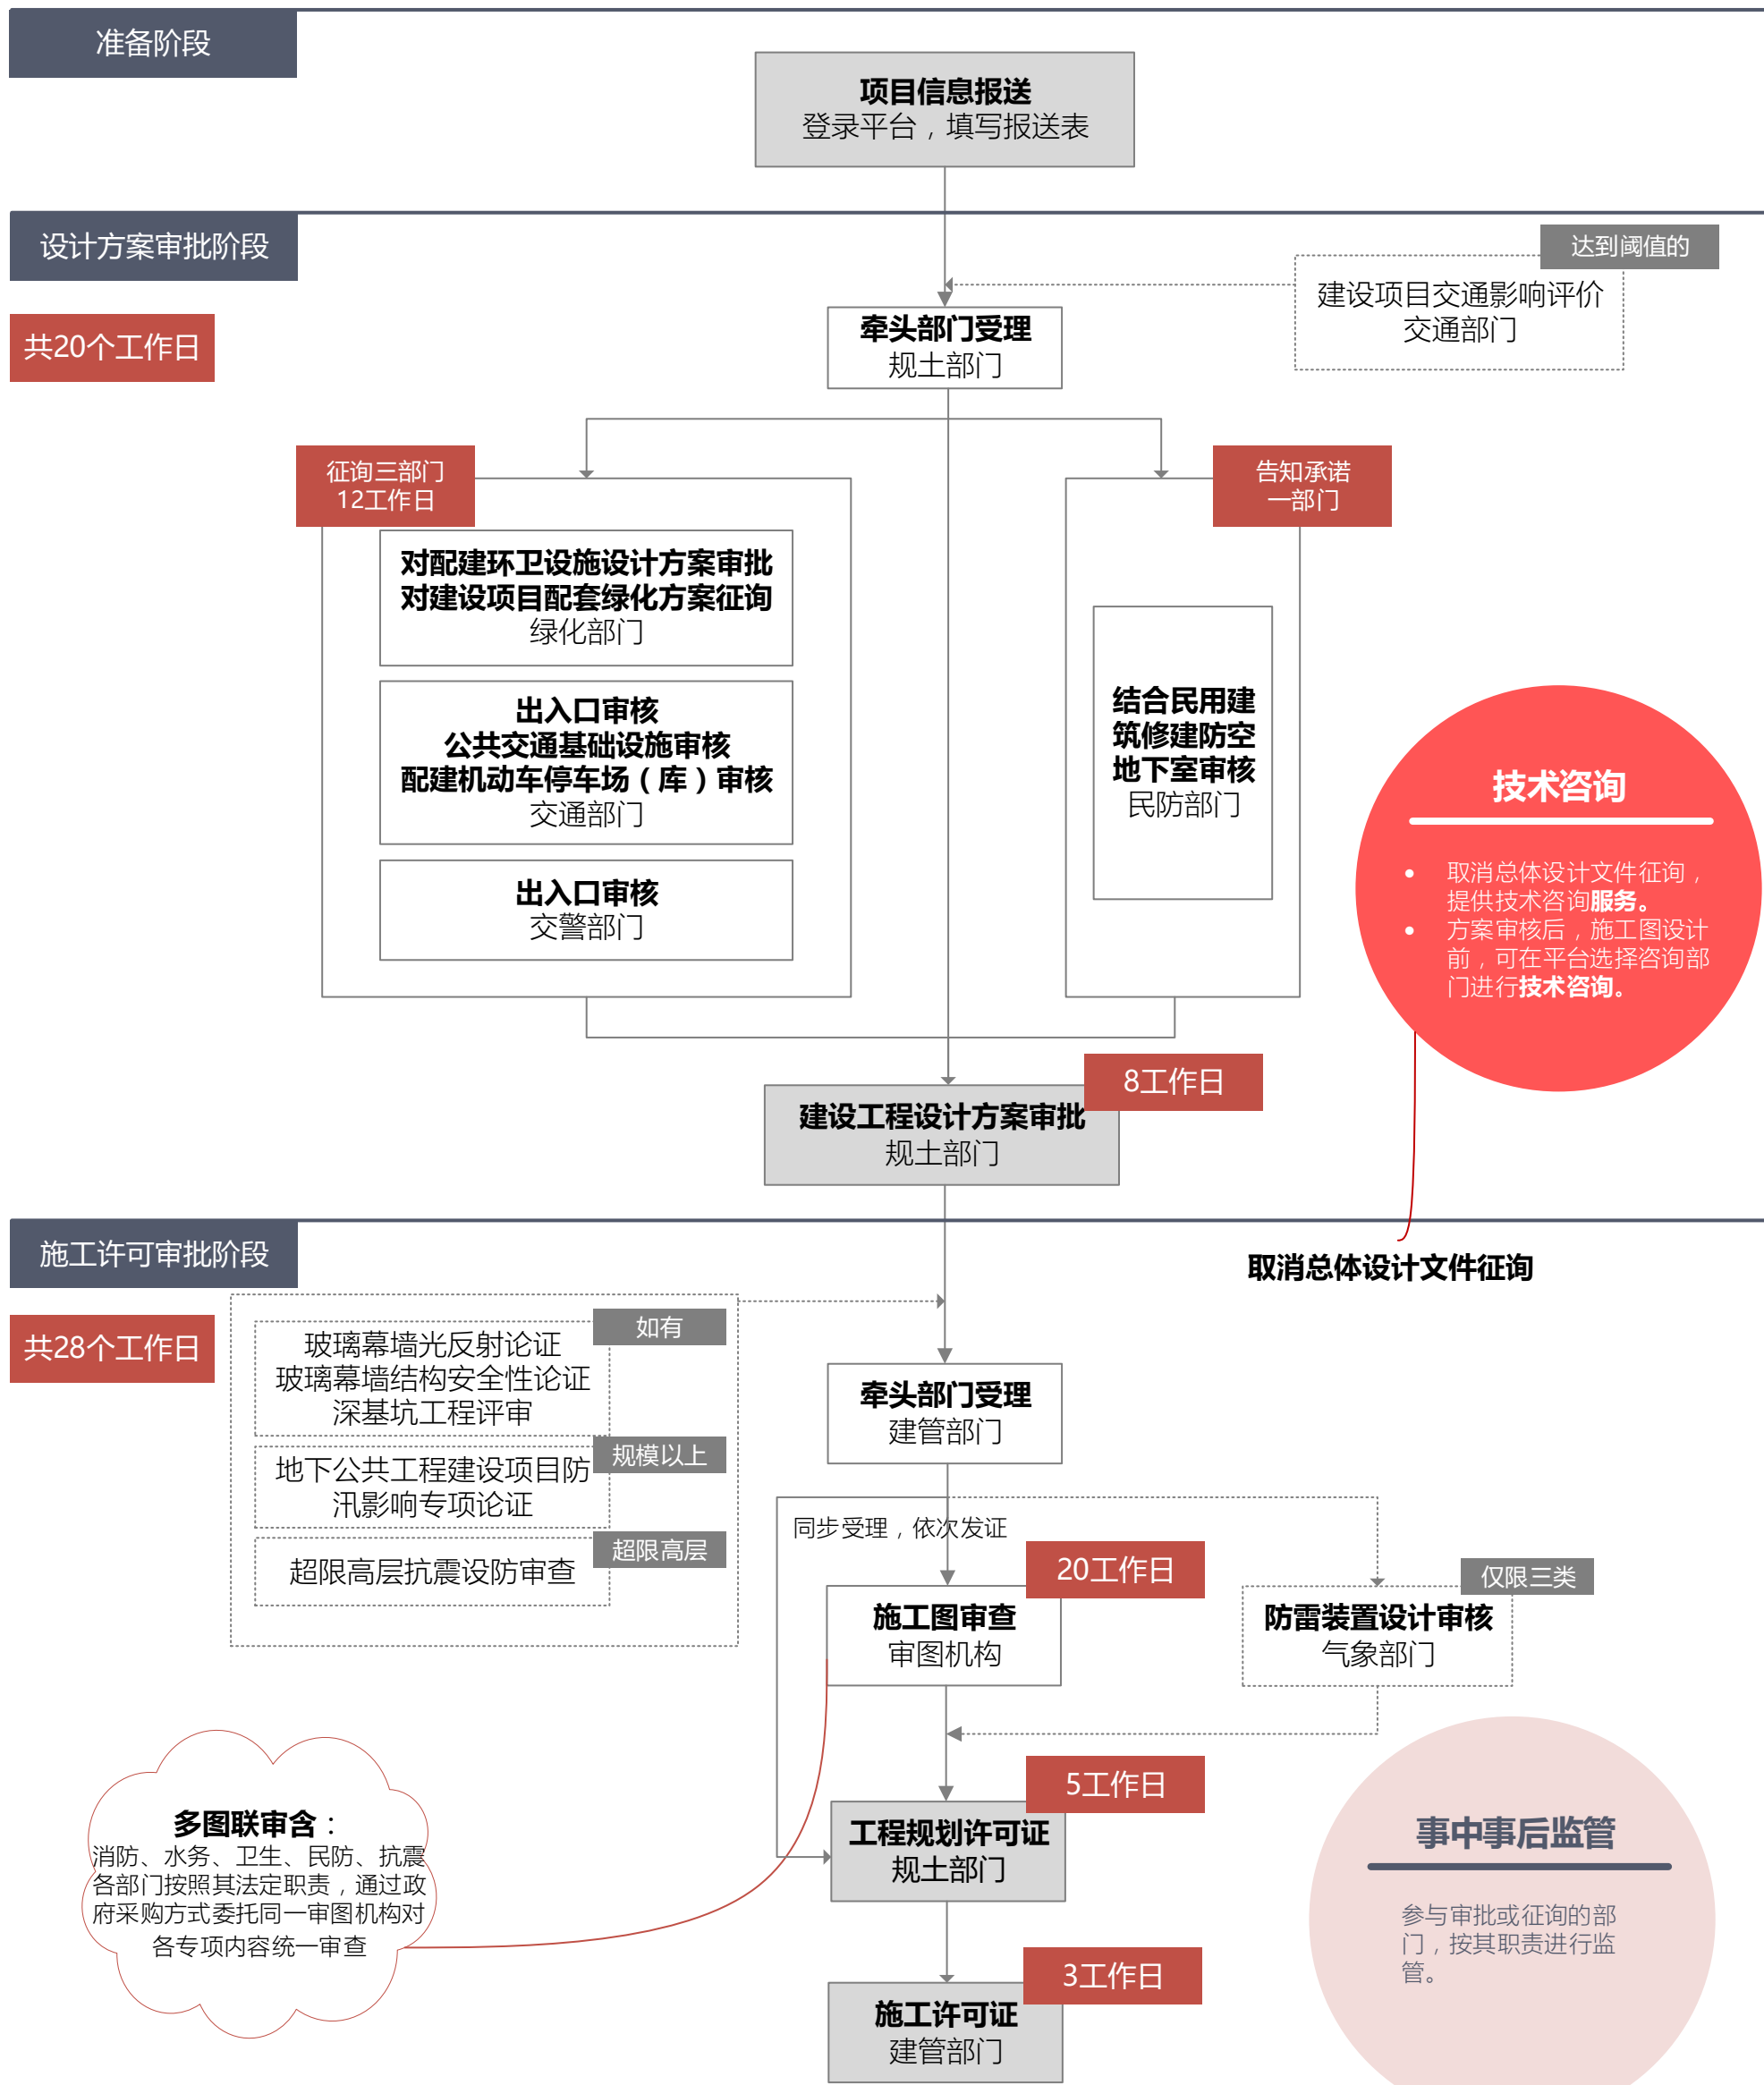 准备阶段
项目信息报送
登录平台，填写报送表
设计方案审批阶段
共20个工作日
达到阈值的
建设项目交通影响评价
交通部门
牵头部门受理
规土部门
征询三部门
12工作日
告知承诺
一部门
对配建环卫设施设计方案审批
对建设项目配套绿化方案征询
绿化部门
出入口审核
公共交通基础设施审核
配建机动车停车场（库）审核
交通部门
出入口审核
交警部门
结合民用建
筑修建防空
地下室审核
民防部门
技术咨询
• 取消总体设计文件征询，
提供技术咨询服务。
• 方案审核后，施工图设计
前，可在平台选择咨询部
门进行技术咨询。
8工作日
建设工程设计方案审批
规土部门
施工许可审批阶段
取消总体设计文件征询
共28个工作日
如有
玻璃幕墙光反射论证
玻璃幕墙结构安全性论证
深基坑工程评审
规模以上
地下公共工程建设项目防
汛影响专项论证
超限高层
超限高层抗震设防审查
牵头部门受理
建管部门
同步受理，依次发证
20工作日
施工图审查
审图机构
仅限三类
防雷装置设计审核
气象部门
5工作日
工程规划许可证
规土部门
多图联审含：
消防、水务、卫生、民防、抗震
各部门按照其法定职责，通过政
府采购方式委托同一审图机构对
各专项内容统一审查
事中事后监管
参与审批或征询的部
门，按其职责进行监
管。
3工作日
施工许可证
建管部门